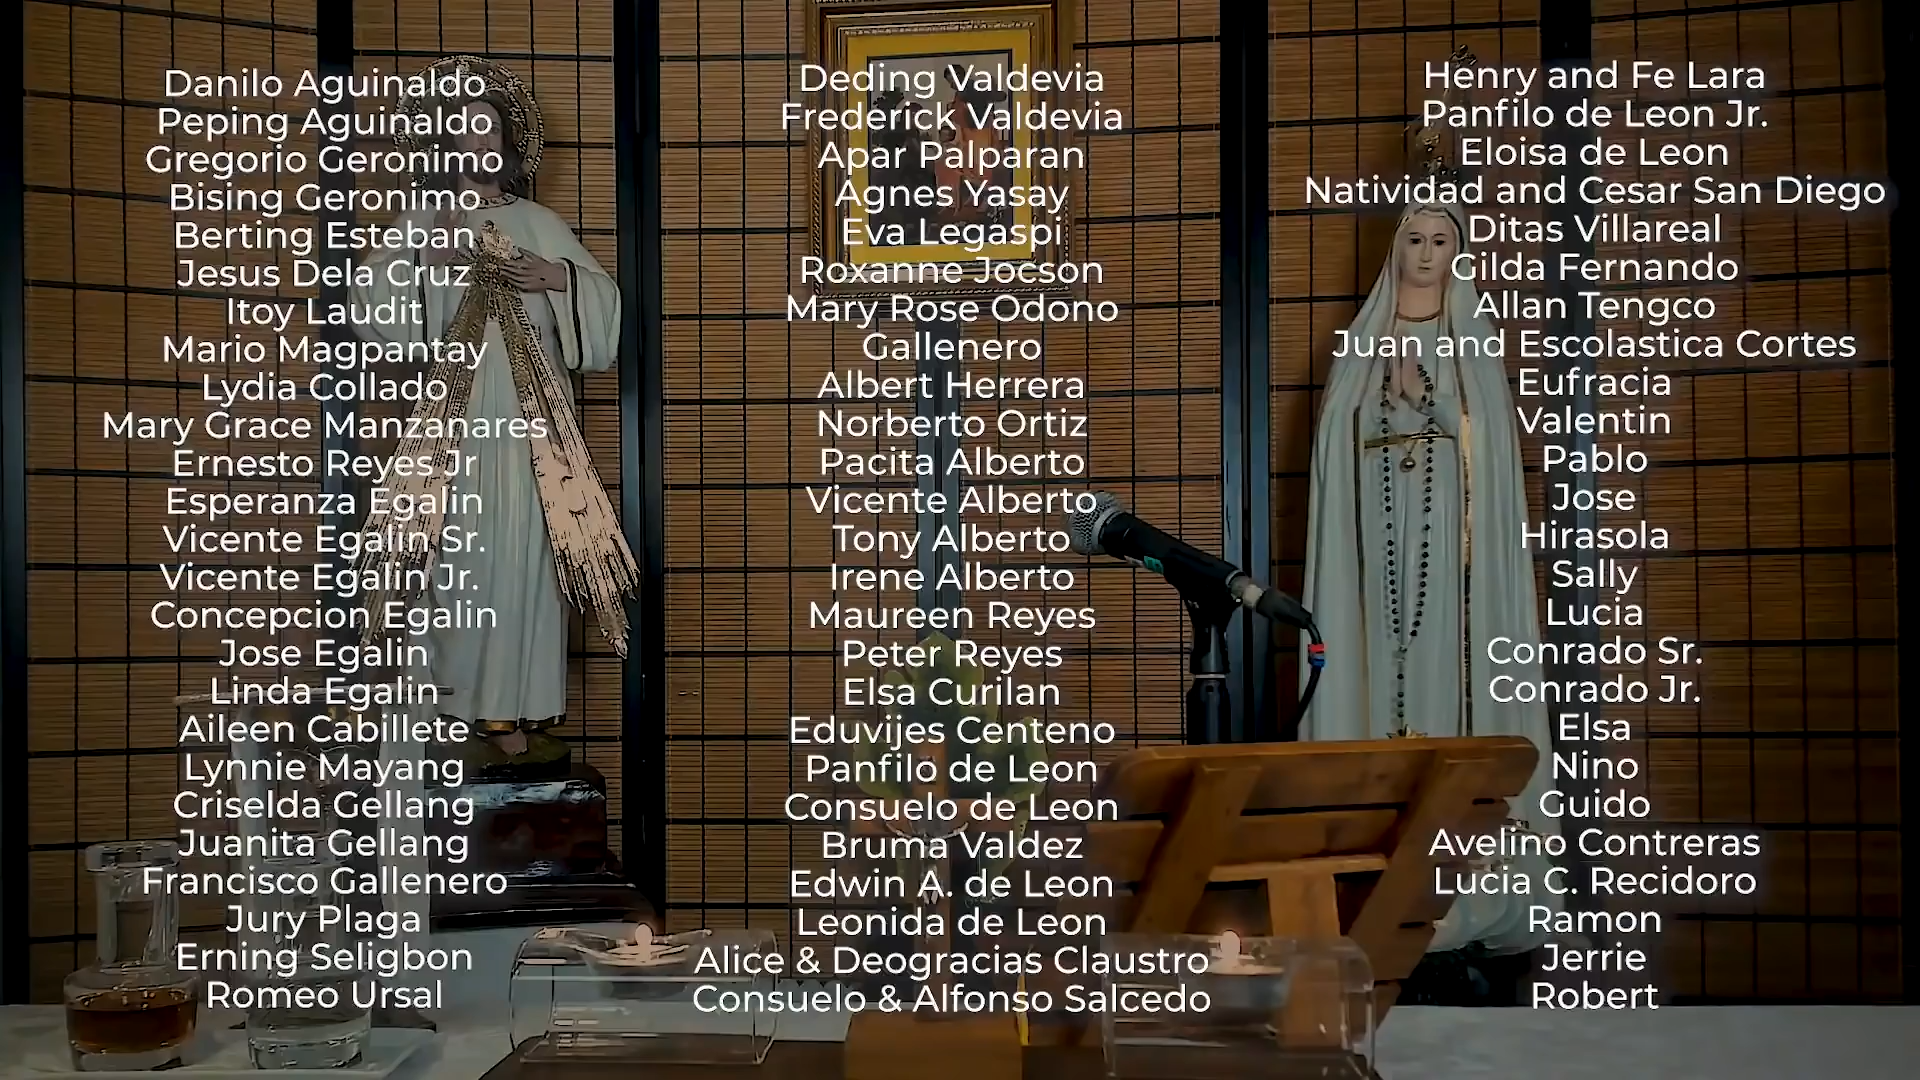 Danilo Aguinaldo
Peping Aguinaldo
Gregorio Geronimo
Bising Geronimo
Berting Esteban
Jesus Dela Cruz
Itoy Laudit
Mario Magpantay
Lydia Collado
Mary Grace Manzanares
Ernesto Reyes Jr
Esperanza Egalin
Vicente Egalin Sr.
Vicente Egalin Jr.
Concepcion Egalin
Jose Egalin
Linda Egalin
Aileen Cabillete
Lynnie Mayang
Criselda Gellang
Juanita Gellang
Francisco Gallenero
Jury Plaga
Erning Seligbon
Romeo Ursal
Deding Valdevia
Frederick Valdevia
Apar Palparan
Agnes Yasay
Eva Legaspi
Roxanne Jocson
Mary Rose Odono
Gallenero
Albert Herrera
Norberto Ortiz
Pacita Alberto
Vicente Alberto
Tony Alberto
Irene Alberto
Maureen Reyes
Peter Reyes
Elsa Curilan
Eduvijes Centeno
Panfilo de Leon
Consuelo de Leon
Bruma Valdez
Edwin A. de Leon
Leonida de Leon
Alice & Deogracias Claustro
Consuelo & Alfonso Salcedo
Henry and Fe Lara
Panfilo de Leon Jr.
Eloisa de Leon
Natividad and Cesar San Diego
Ditas Villareal
Gilda Fernando
Allan Tengco
Juan and Escolastica Cortes
Eufracia
Valentin
Pablo
Jose
Hirasola
Sally
Lucia
Conrado Sr.
Conrado Jr.
Elsa
Nino
Guido
Avelino Contreras
Lucia C. Recidoro
Ramon
Jerrie
Robert